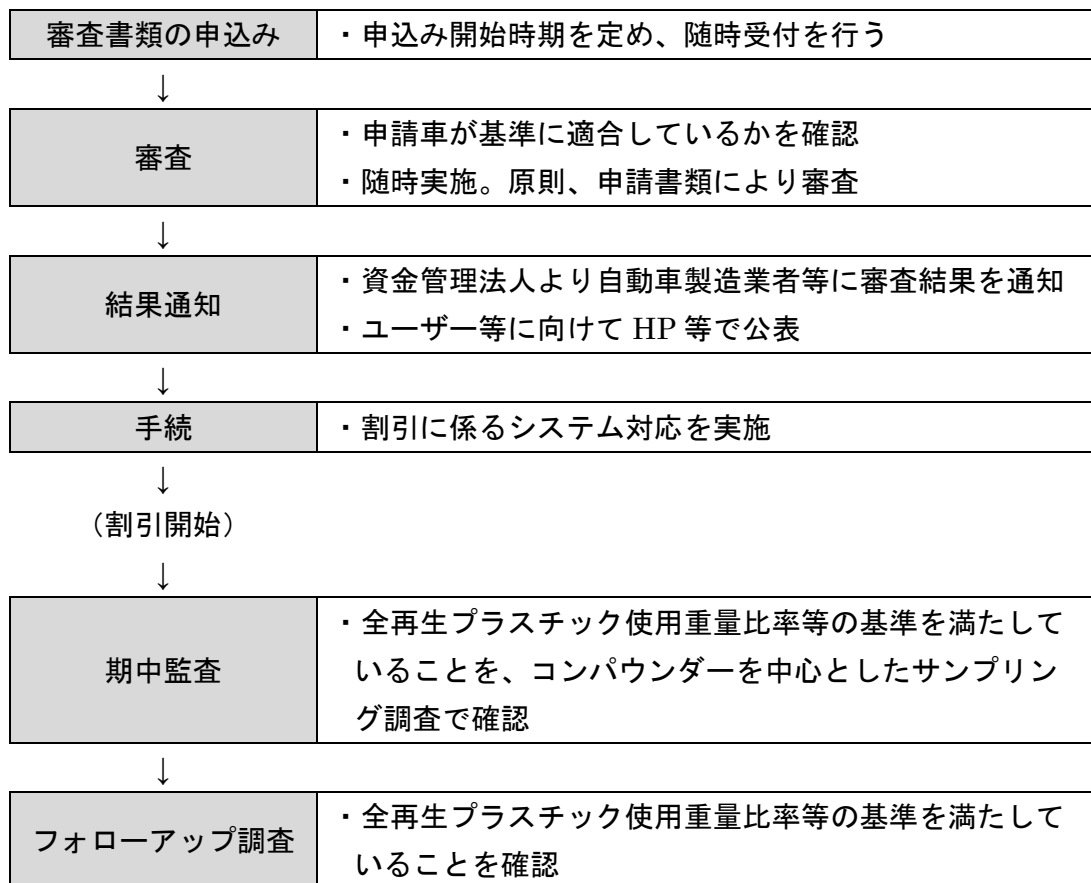 審査書類の申込み
・申込み開始時期を定め、随時受付を行う
↓
審査
・申請車が基準に適合しているかを確認
・随時実施。原則、申請書類により審査
↓
結果通知
・資金管理法人より自動車製造業者等に審査結果を通知
・ユーザー等に向けて HP 等で公表
↓
手続
・割引に係るシステム対応を実施
↓
（割引開始）
↓
期中監査
・全再生プラスチック使用重量比率等の基準を満たして
いることを、コンパウンダーを中心としたサンプリン
グ調査で確認
↓
フォローアップ調査
・全再生プラスチック使用重量比率等の基準を満たして
いることを確認